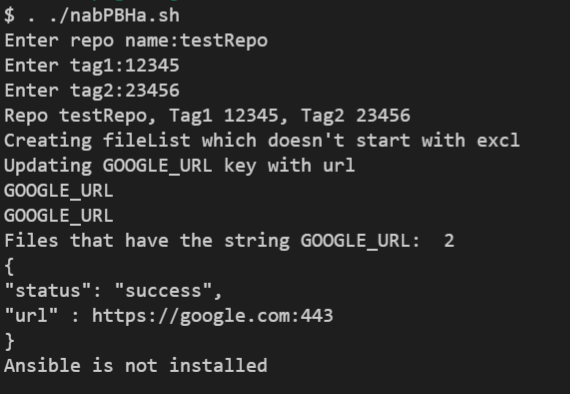 $ . ./nabPBHa.sh
Enter repo name:testRepo
Enter tag1:12345
Enter tag2:23456
Repo testRepo, Tag1 12345, Tag2 23456
Creating fileList which doesn't start with excl
Updating GOOGLE_URL key with url
GOOGLE_URL
GOOGLE_URL
Files that have the string GOOGLE_URL:  2
{
"status": "success",
"url" : https://google.com:443
}
Ansible is not installed